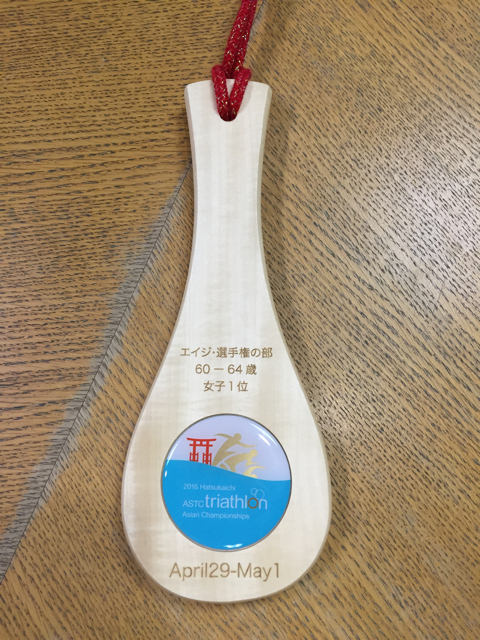 エイジ・選手権の部
60 － 64 歳
女子1位
2016 Hatsukaichi
ASTC triathlon
Asian Championships
April29-May1